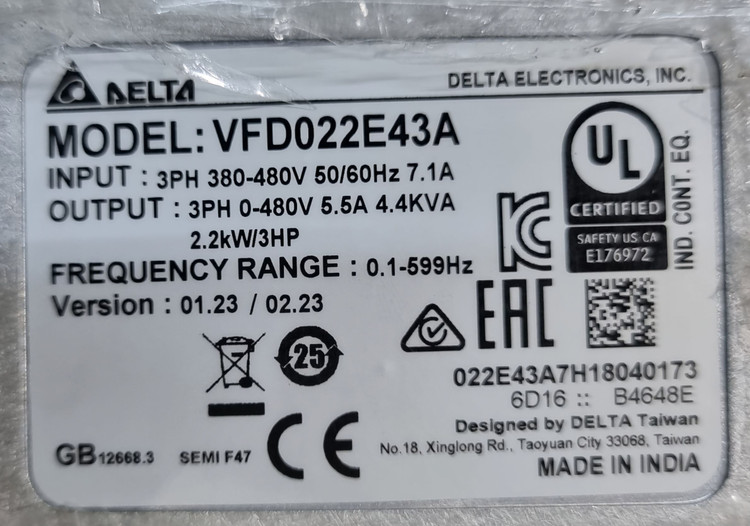 DELTA
DELTA ELECTRONICS, INC.
MODEL: VFD022E43A
INPUT : 3PH 380-480V 50/60Hz 7.1A
OUTPUT : 3PH 0-480V 5.5A 4.4KVA
2.2kW/3HP
FREQUENCY RANGE : 0.1-599Hz
Version : 01.23 / 02.23
UL
CERTIFIED
SAFETY US CA
E176972
IND. CONT. EQ.
EAC
25
022E43A7H18040173
6D16 :: B4648E
Designed by DELTA Taiwan
No.18, Xinglong Rd., Taoyuan City 33068, Taiwan
MADE IN INDIA
GB12668.3 SEMI F47 CE